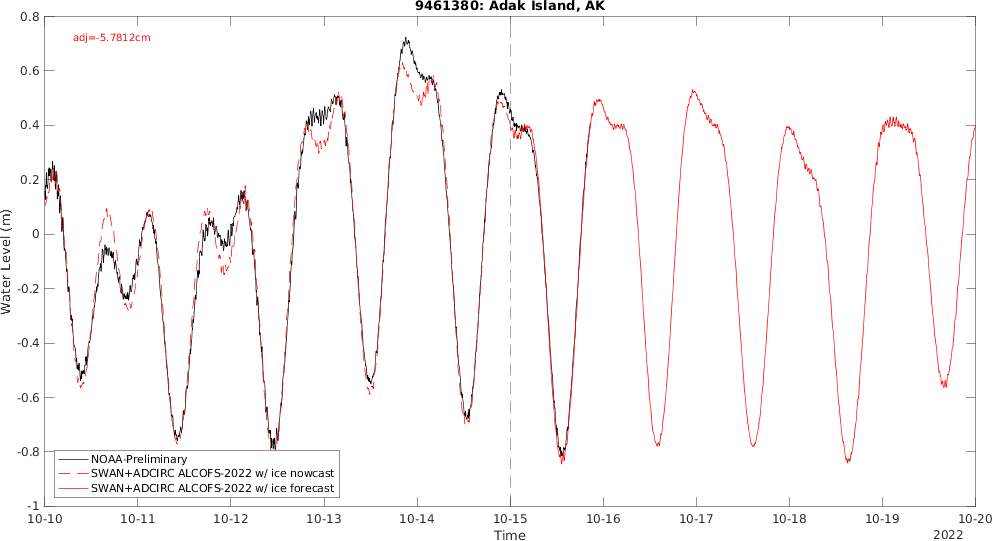 9461380: Adak Island, AK
adj=-5.7812cm
0.8
0.6
0.4
0.2
0
-0.2
-0.4
-0.6
-0.8
-1
Water Level (m)
NOAA-Preliminary
SWAN+ADCIRC ALCOFS-2022 w/ ice nowcast
SWAN+ADCIRC ALCOFS-2022 w/ ice forecast
10-10 10-11 10-12 10-13 10-14 10-15 10-16 10-17 10-18 10-19 10-20
Time
2022